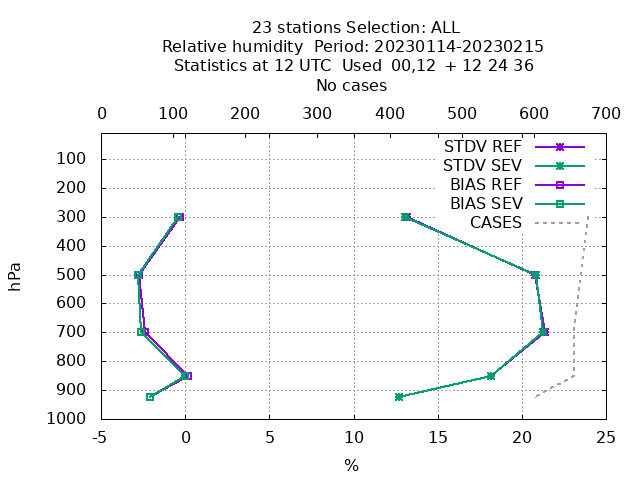 23 stations Selection: ALL
Relative humidity  Period: 20230114-20230215
Statistics at 12 UTC  Used  00,12  + 12 24 36
No cases
0 100 200 300 400 500 600 700
STDV REF
STDV SEV
BIAS REF
BIAS SEV
CASES
hPa
100
200
300
400
500
600
700
800
900
1000
-5 0 5 10 15 20 25
%